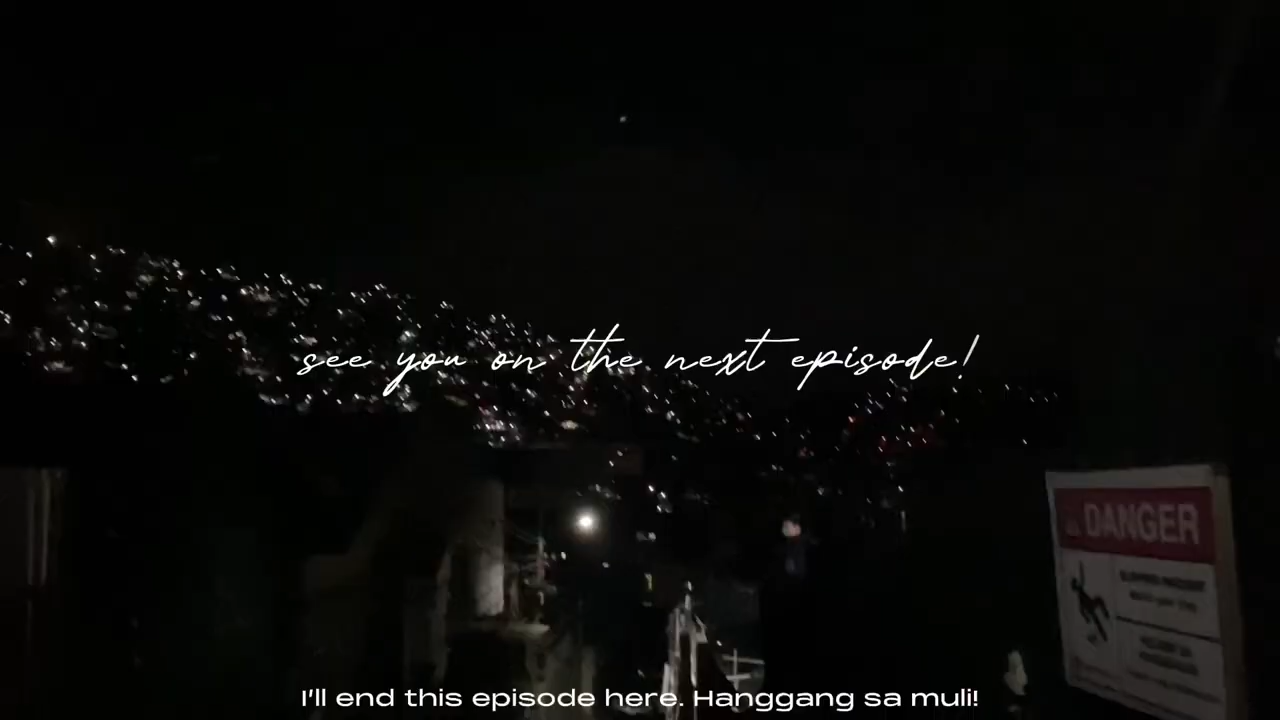 see you on the next episode!
DANGER
I'll end this episode here. Hanggang sa muli!